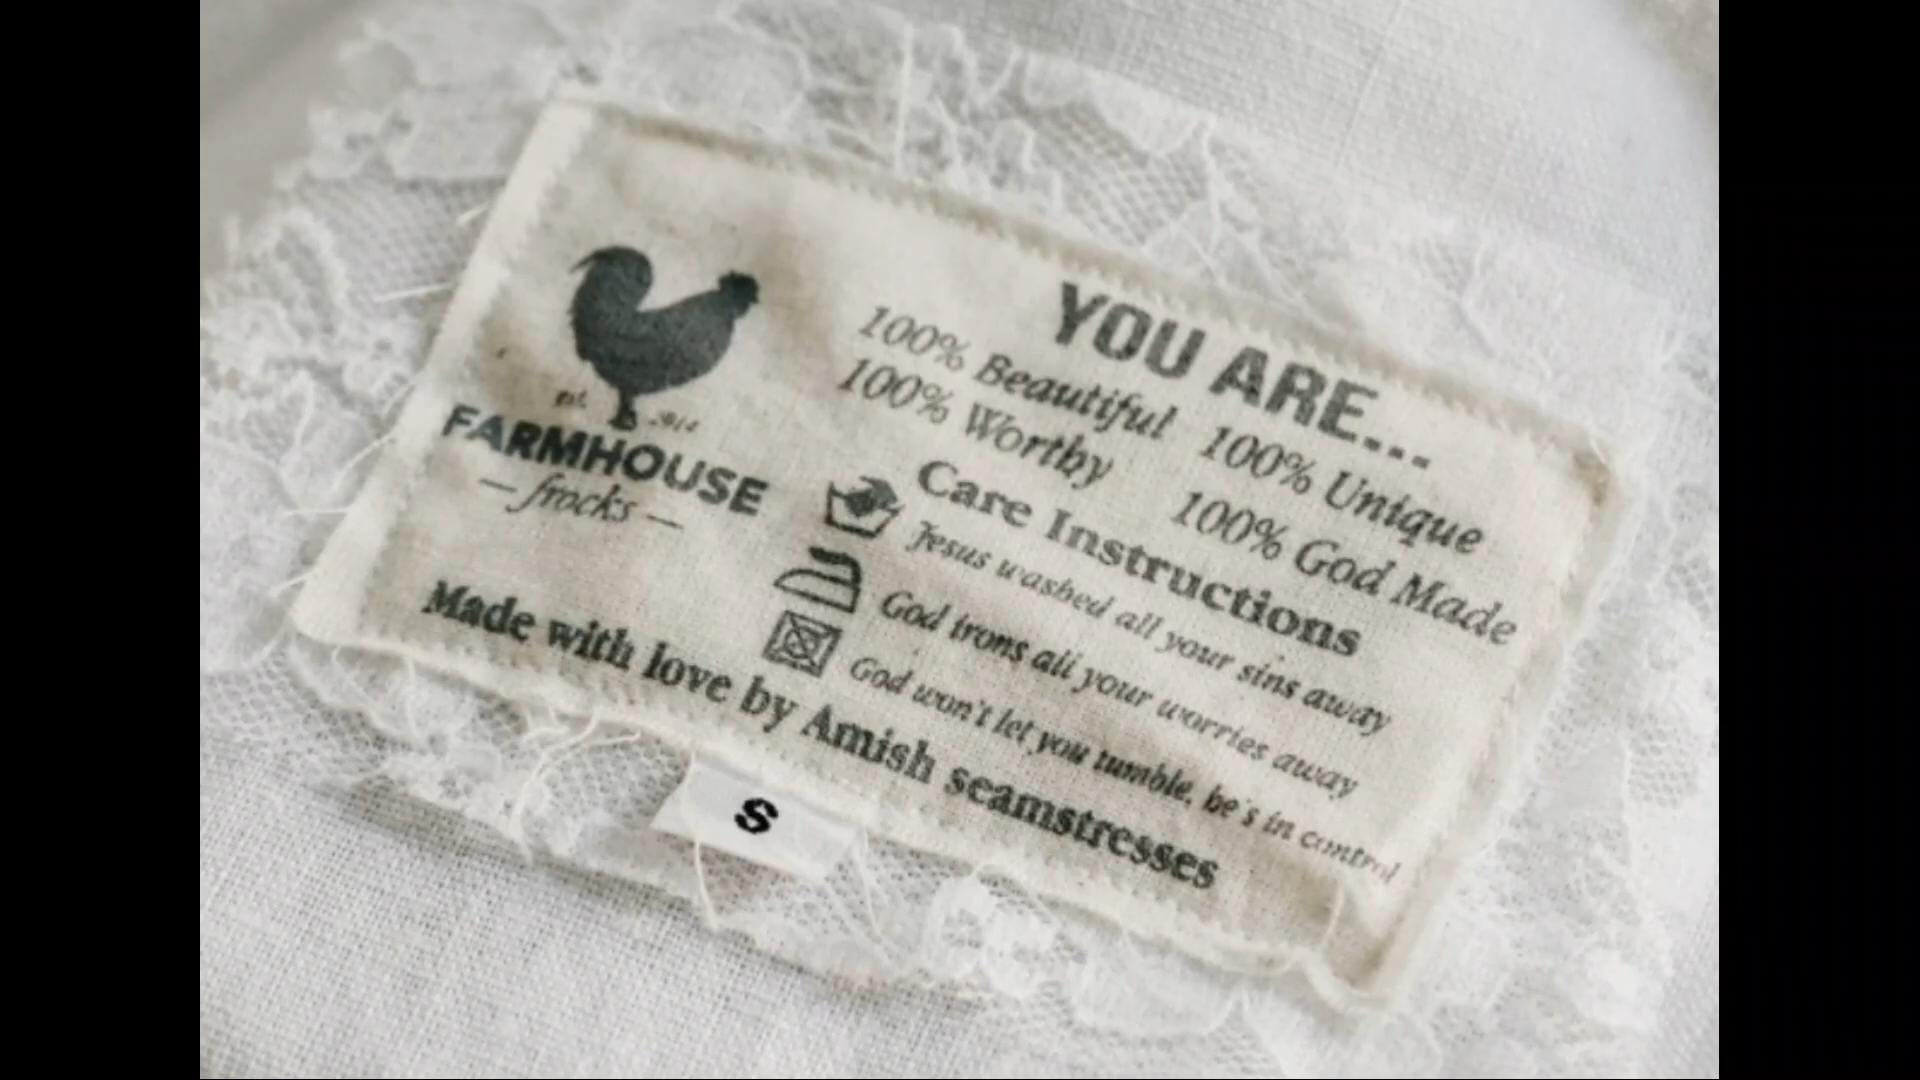 est. 2014
FARMHOUSE
— frocks —
YOU ARE...
100% Beautiful 100% Unique
100% Worthy 100% God Made
Care Instructions
Jesus washed all your sins away
God irons all your worries away
God won't let you tumble, he's in control
Made with love by Amish seamstresses
S